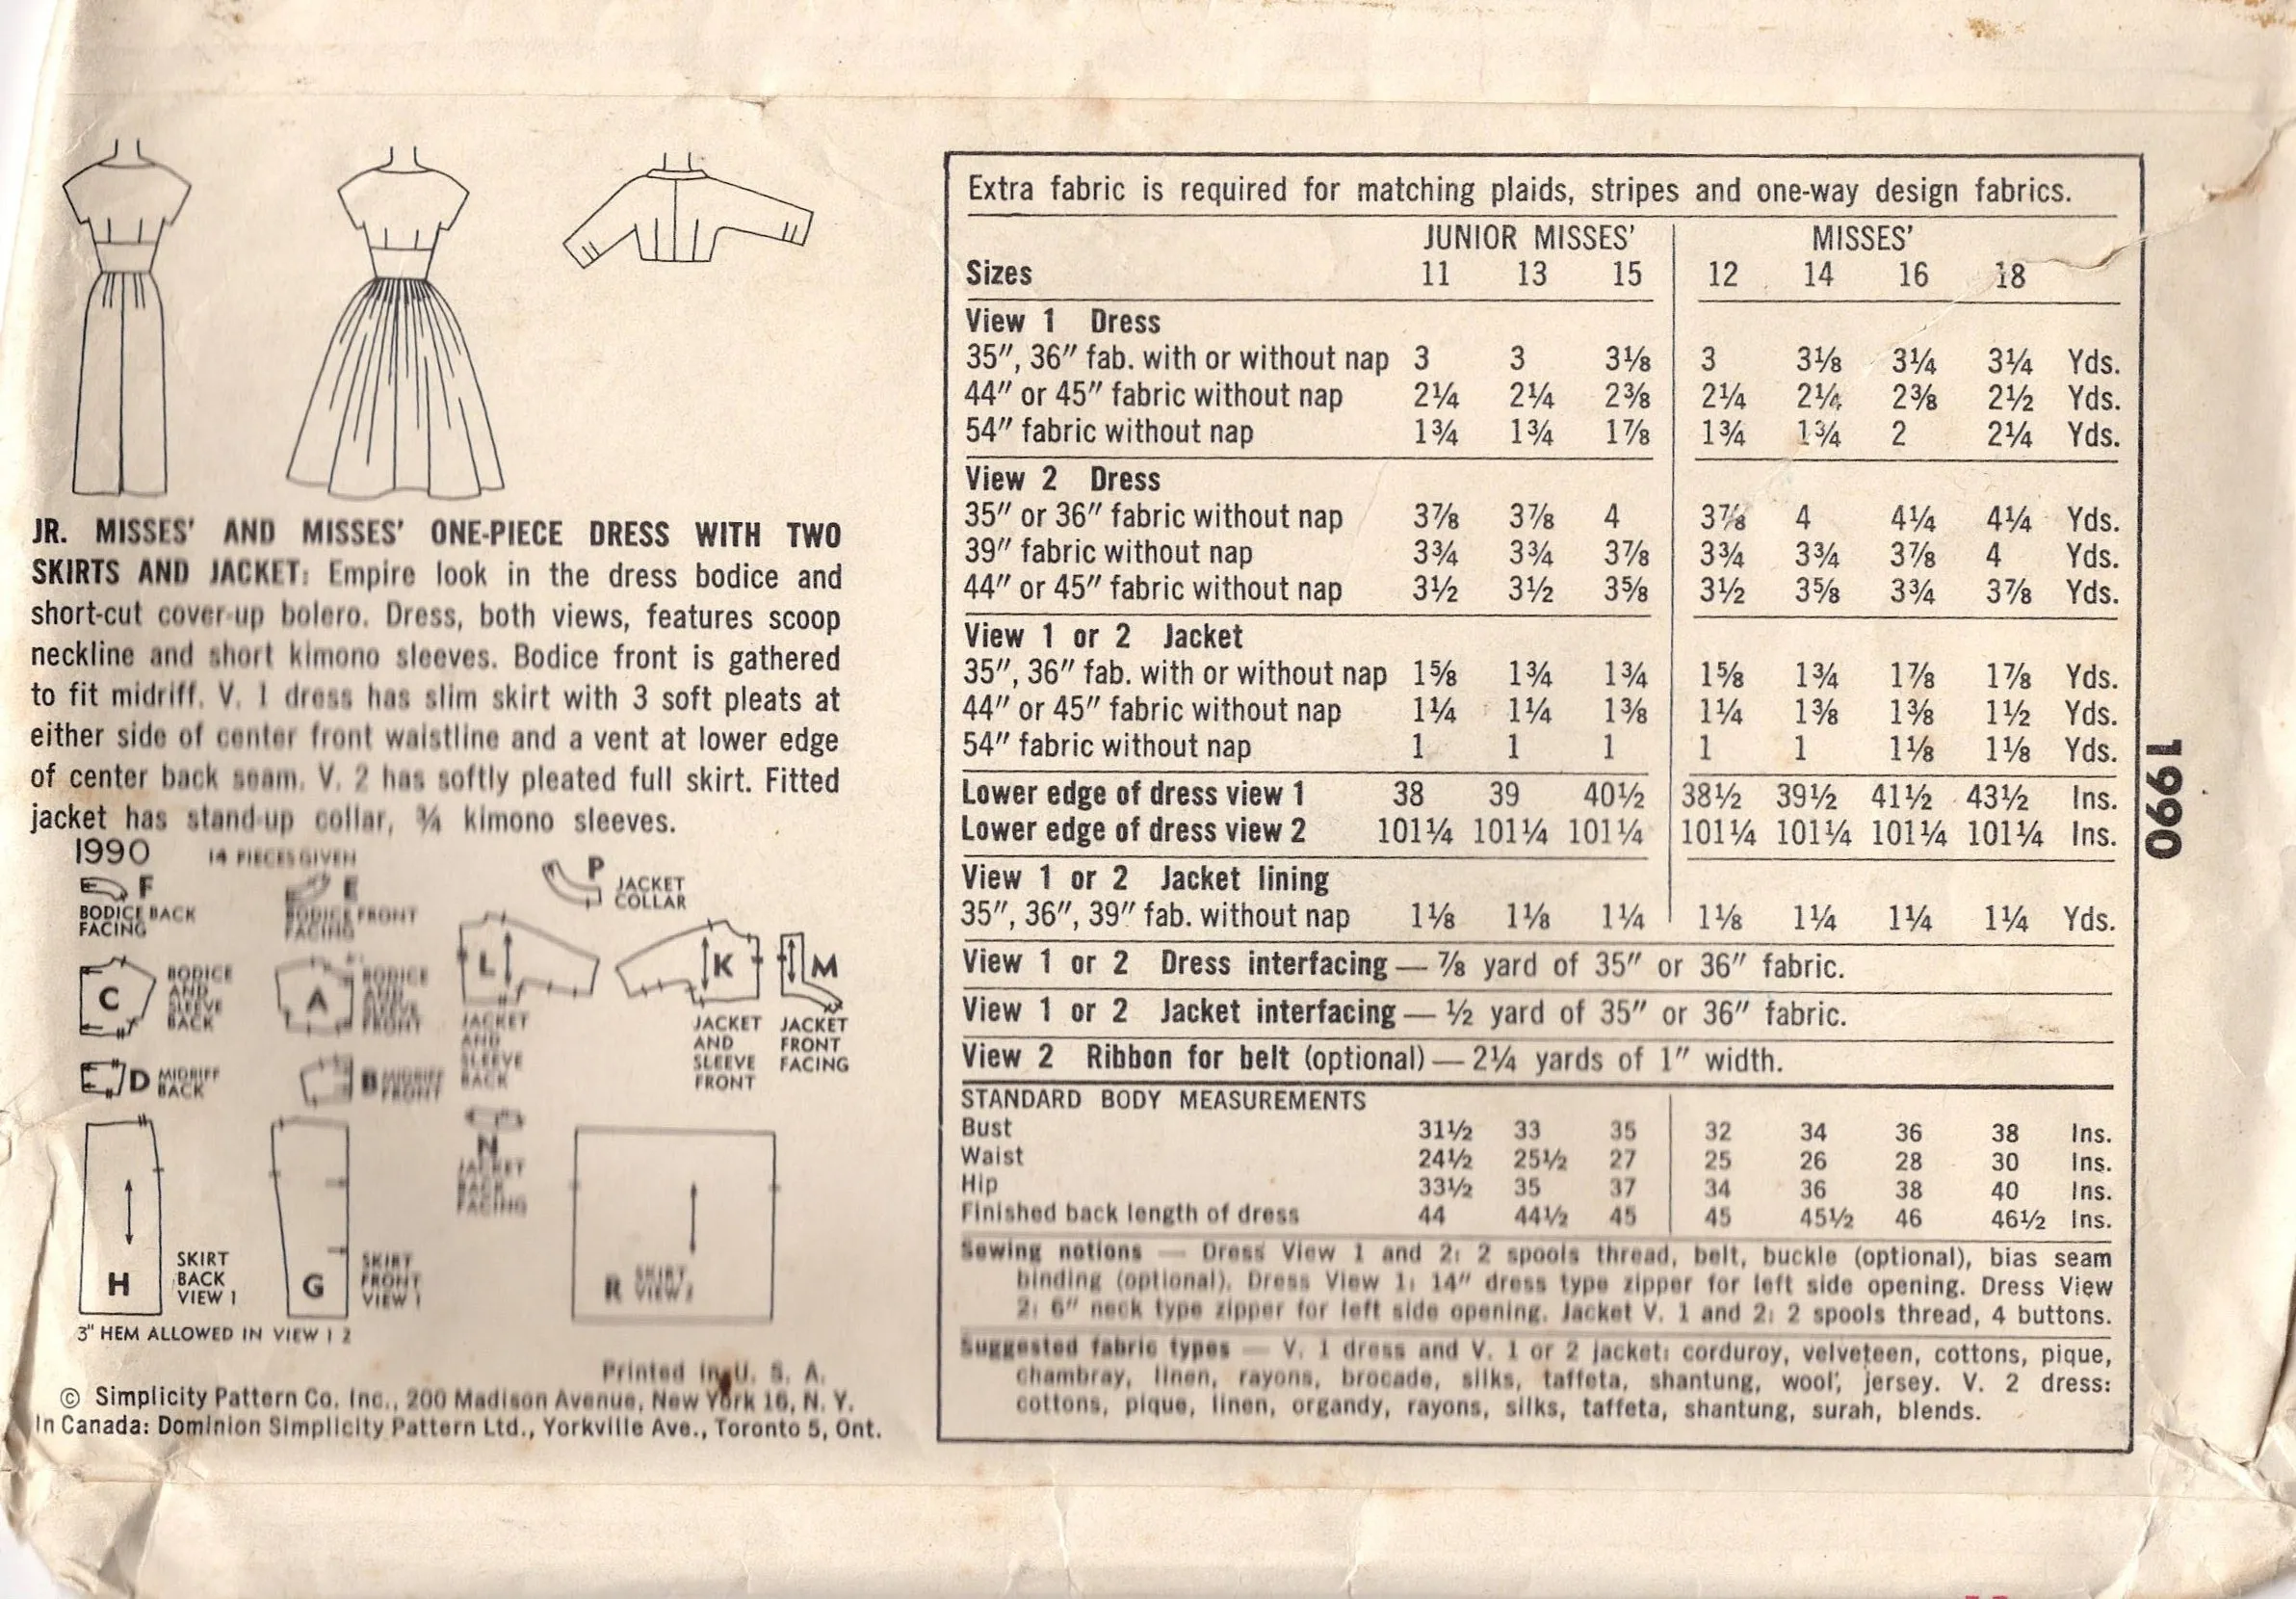 JR. MISSES' AND MISSES' ONE-PIECE DRESS WITH TWO
SKIRTS AND JACKET: Empire look in the dress bodice and
short-cut cover-up bolero. Dress, both views, features scoop
neckline and short kimono sleeves. Bodice front is gathered
to fit midriff. V. 1 dress has slim skirt with 3 soft pleats at
either side of center front waistline and a vent at lower edge
of center back seam. V. 2 has softly pleated full skirt. Fitted
jacket has stand-up collar, ¾ kimono sleeves.
1990 14 PIECES GIVEN
F
BODICE BACK
FACING
E
BODICE FRONT
FACING
P
JACKET
COLLAR
C
BODICE
AND
SLEEVE
BACK
A
BODICE
AND
SLEEVE
FRONT
L
JACKET
AND
SLEEVE
BACK
K
JACKET
AND
SLEEVE
FRONT
M
JACKET
FRONT
FACING
D MIDRIFF
BACK
B MIDRIFF
FRONT
N
JACKET
BACK
FACING
H
SKIRT
BACK
VIEW 1
G
SKIRT
FRONT
VIEW 1
R SKIRT
VIEW 2
3" HEM ALLOWED IN VIEW 1 2
Printed in U. S. A.
© Simplicity Pattern Co. Inc., 200 Madison Avenue, New York 16, N. Y.
In Canada: Dominion Simplicity Pattern Ltd., Yorkville Ave., Toronto 5, Ont.
Extra fabric is required for matching plaids, stripes and one-way design fabrics.
JUNIOR MISSES' MISSES'
Sizes 11 13 15 12 14 16 18
View 1 Dress
35", 36" fab. with or without nap 3 3 3⅛ 3 3⅛ 3¼ 3¼ Yds.
44" or 45" fabric without nap 2¼ 2¼ 2⅜ 2¼ 2¼ 2⅜ 2½ Yds.
54" fabric without nap 1¾ 1¾ 1⅞ 1¾ 1¾ 2 2¼ Yds.
View 2 Dress
35" or 36" fabric without nap 3⅞ 3⅞ 4 3⅞ 4 4¼ 4¼ Yds.
39" fabric without nap 3¾ 3¾ 3⅞ 3¾ 3¾ 3⅞ 4 Yds.
44" or 45" fabric without nap 3½ 3½ 3⅝ 3½ 3⅝ 3¾ 3⅞ Yds.
View 1 or 2 Jacket
35", 36" fab. with or without nap 1⅝ 1¾ 1¾ 1⅝ 1¾ 1⅞ 1⅞ Yds.
44" or 45" fabric without nap 1¼ 1¼ 1⅜ 1¼ 1⅜ 1⅜ 1½ Yds.
54" fabric without nap 1 1 1 1 1 1⅛ 1⅛ Yds.
Lower edge of dress view 1 38 39 40½ 38½ 39½ 41½ 43½ Ins.
Lower edge of dress view 2 101¼ 101¼ 101¼ 101¼ 101¼ 101¼ 101¼ Ins.
View 1 or 2 Jacket lining
35", 36", 39" fab. without nap 1⅛ 1⅛ 1¼ 1⅛ 1¼ 1¼ 1¼ Yds.
View 1 or 2 Dress interfacing — ⅞ yard of 35" or 36" fabric.
View 1 or 2 Jacket interfacing — ½ yard of 35" or 36" fabric.
View 2 Ribbon for belt (optional) — 2¼ yards of 1" width.
STANDARD BODY MEASUREMENTS
Bust 31½ 33 35 32 34 36 38 Ins.
Waist 24½ 25½ 27 25 26 28 30 Ins.
Hip 33½ 35 37 34 36 38 40 Ins.
Finished back length of dress 44 44½ 45 45 45½ 46 46½ Ins.
Sewing notions — Dress View 1 and 2: 2 spools thread, belt, buckle (optional), bias seam
binding (optional). Dress View 1: 14" dress type zipper for left side opening. Dress View
2: 6" neck type zipper for left side opening. Jacket V. 1 and 2: 2 spools thread, 4 buttons.
Suggested fabric types — V. 1 dress and V. 1 or 2 jacket: corduroy, velveteen, cottons, pique,
chambray, linen, rayons, brocade, silks, taffeta, shantung, wool, jersey. V. 2 dress:
cottons, pique, linen, organdy, rayons, silks, taffeta, shantung, surah, blends.
1990